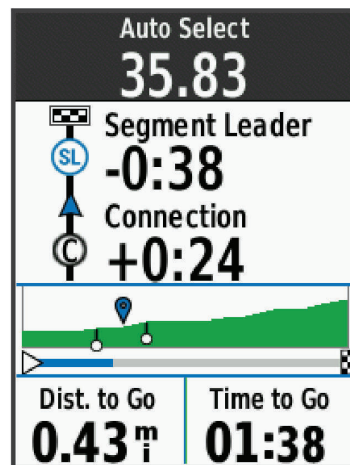 Auto Select
35.83
Segment Leader
SL
-0:38
Connection
C
+0:24
Dist. to Go
Time to Go
0.43 mi
01:38